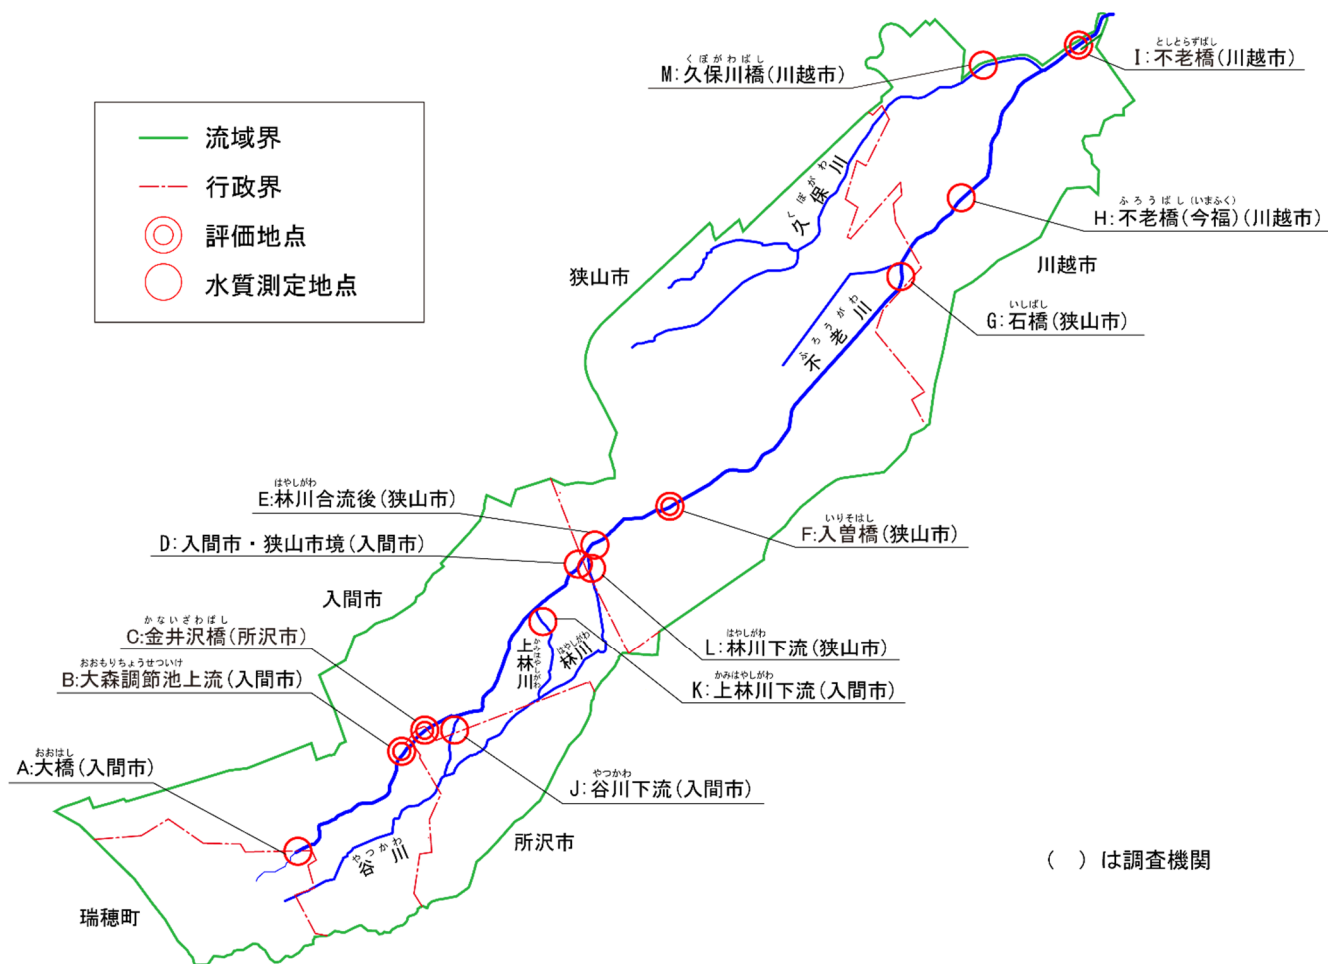 くぼがわばし
M:久保川橋(川越市)
としとらずばし
I:不老橋(川越市)
流域界
行政界
評価地点
水質測定地点
くぼがわ
久保川
ふろうばし(いまふく)
H:不老橋(今福)(川越市)
川越市
狭山市
いしばし
G:石橋(狭山市)
ふろうがわ
不老川
はやしがわ
E:林川合流後(狭山市)
いりそはし
F:入曽橋(狭山市)
D:入間市・狭山市境(入間市)
入間市
かないざわばし
C:金井沢橋(所沢市)
はやしがわ
L:林川下流(狭山市)
かみはやしがわ
上林川
はやしがわ
林川
おおもりちょうせついけ
B:大森調節池上流(入間市)
かみはやしがわ
K:上林川下流(入間市)
おおはし
A:大橋(入間市)
やつかわ
J:谷川下流(入間市)
所沢市
やつかわ
谷川
( )は調査機関
瑞穂町